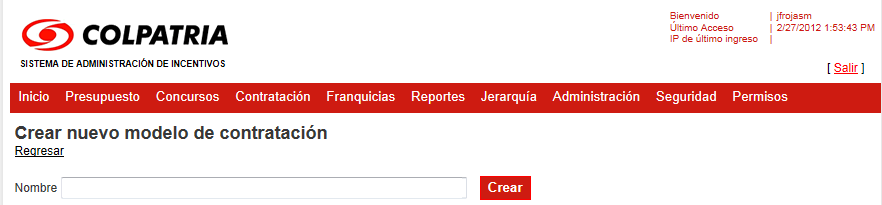 COLPATRIA
SISTEMA DE ADMINISTRACIÓN DE INCENTIVOS
Bienvenido | jfrojasm
Último Acceso | 2/27/2012 1:53:43 PM
IP de último ingreso |
[ Salir ]
Inicio Presupuesto Concursos Contratación Franquicias Reportes Jerarquía Administración Seguridad Permisos
Crear nuevo modelo de contratación
Regresar
Nombre Crear